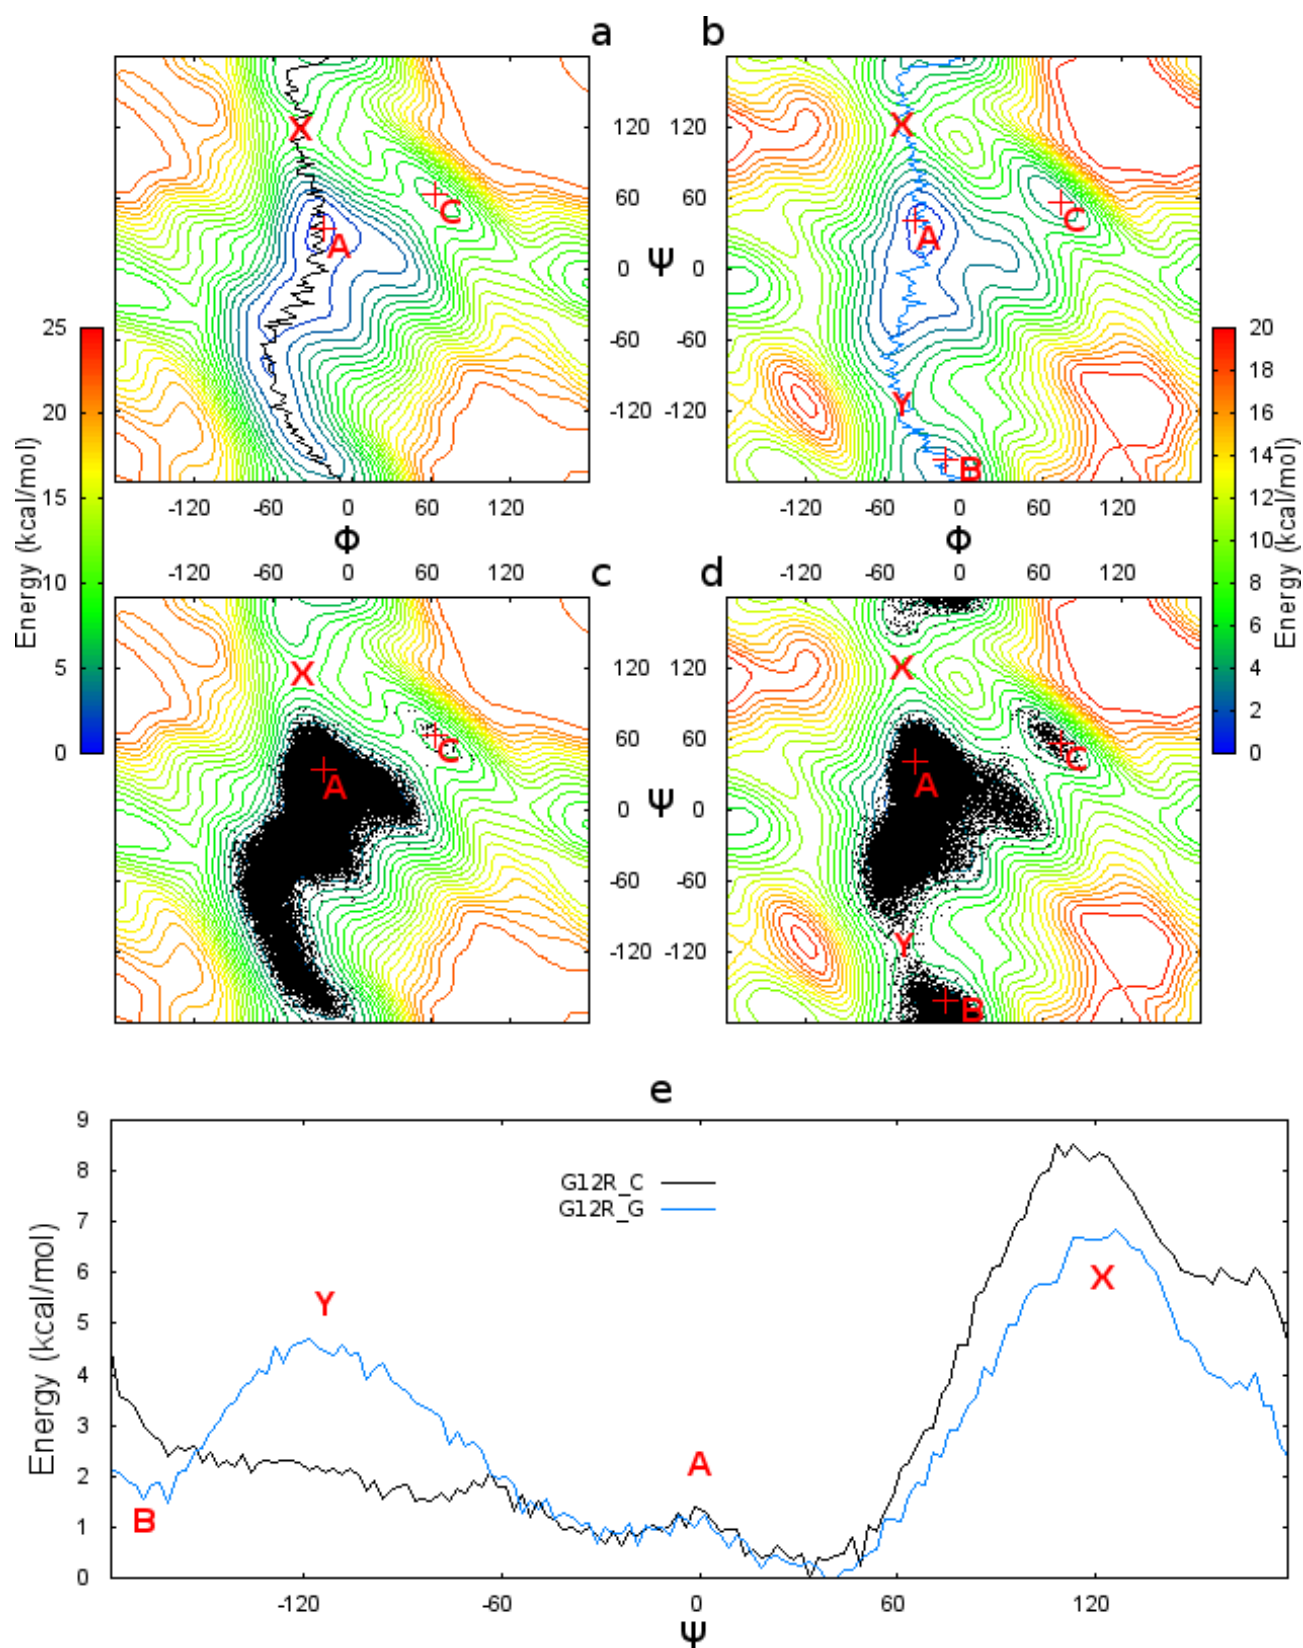 a b
X X
120 120
60 60
C C
A A
ψ 0 0
25 20
-60 -60 18
20 16
-120 Y -120 14
B
15 12
-120 -60 0 60 120 -120 -60 0 60 120
Φ Φ 10
Energy (kcal/mol) Energy (kcal/mol)
-120 -60 0 60 120 c -120 -60 0 60 120 d
10 8
6
X 120 X 120
5 4
60 C 60 C
2
0 A A 0
ψ 0 0
-60 -60
-120 Y -120
B
e
9
8
G12R_C
G12R_G
7
6
X
Y
5
4
3
A
2
B
1
0
Energy (kcal/mol)
-120 -60 0 60 120
ψ